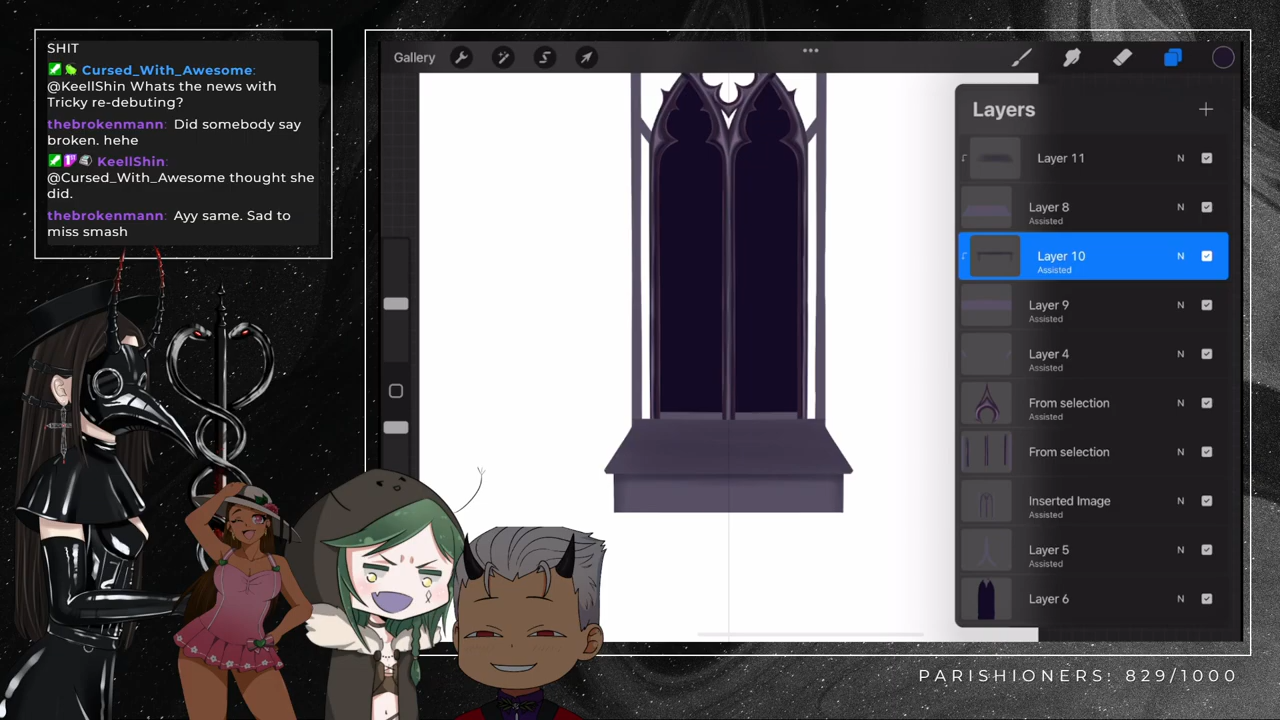 SHIT
Cursed_With_Awesome:
@KeellShin Whats the news with
Tricky re-debuting?
thebrokenmann: Did somebody say
broken. hehe
KeellShin:
@Cursed_With_Awesome thought she
did.
thebrokenmann: Ayy same. Sad to
miss smash
Gallery
Layers
Layer 11 N
Layer 8 N
Assisted
Layer 10 N
Assisted
Layer 9 N
Assisted
Layer 4 N
Assisted
From selection N
Assisted
From selection N
Inserted Image N
Assisted
Layer 5 N
Assisted
Layer 6 N
PARISHIONERS: 829/1000